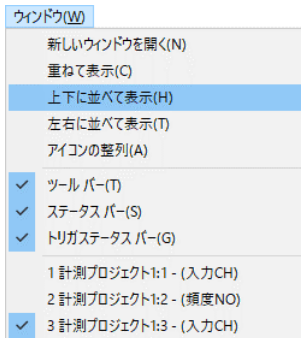 ウィンドウ(W)
新しいウィンドウを開く(N)
重ねて表示(C)
上下に並べて表示(H)
左右に並べて表示(T)
アイコンの整列(A)
ツール バー(T)
ステータス バー(S)
トリガステータス バー(G)
1 計測プロジェクト1:1 - (入力CH)
2 計測プロジェクト1:2 - (頻度NO)
3 計測プロジェクト1:3 - (入力CH)